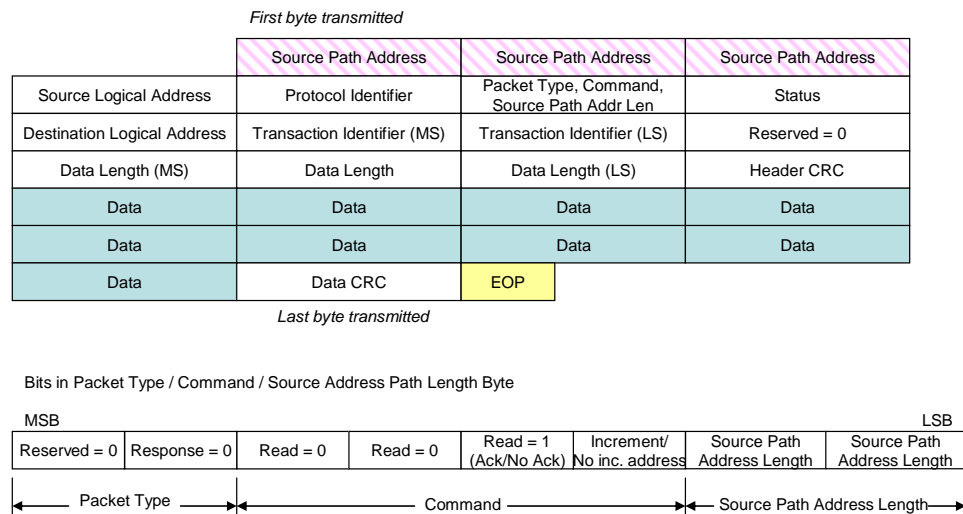 First byte transmitted
Source Path Address Source Path Address Source Path Address
Source Logical Address Protocol Identifier Packet Type, Command, Source Path Addr Len Status
Destination Logical Address Transaction Identifier (MS) Transaction Identifier (LS) Reserved = 0
Data Length (MS) Data Length Data Length (LS) Header CRC
Data Data Data Data
Data Data Data Data
Data Data CRC EOP
Last byte transmitted
Bits in Packet Type / Command / Source Address Path Length Byte
MSB LSB
Reserved = 0 Response = 0 Read = 0 Read = 0 Read = 1 (Ack/No Ack) Increment/ No inc. address Source Path Address Length Source Path Address Length
Packet Type Command Source Path Address Length